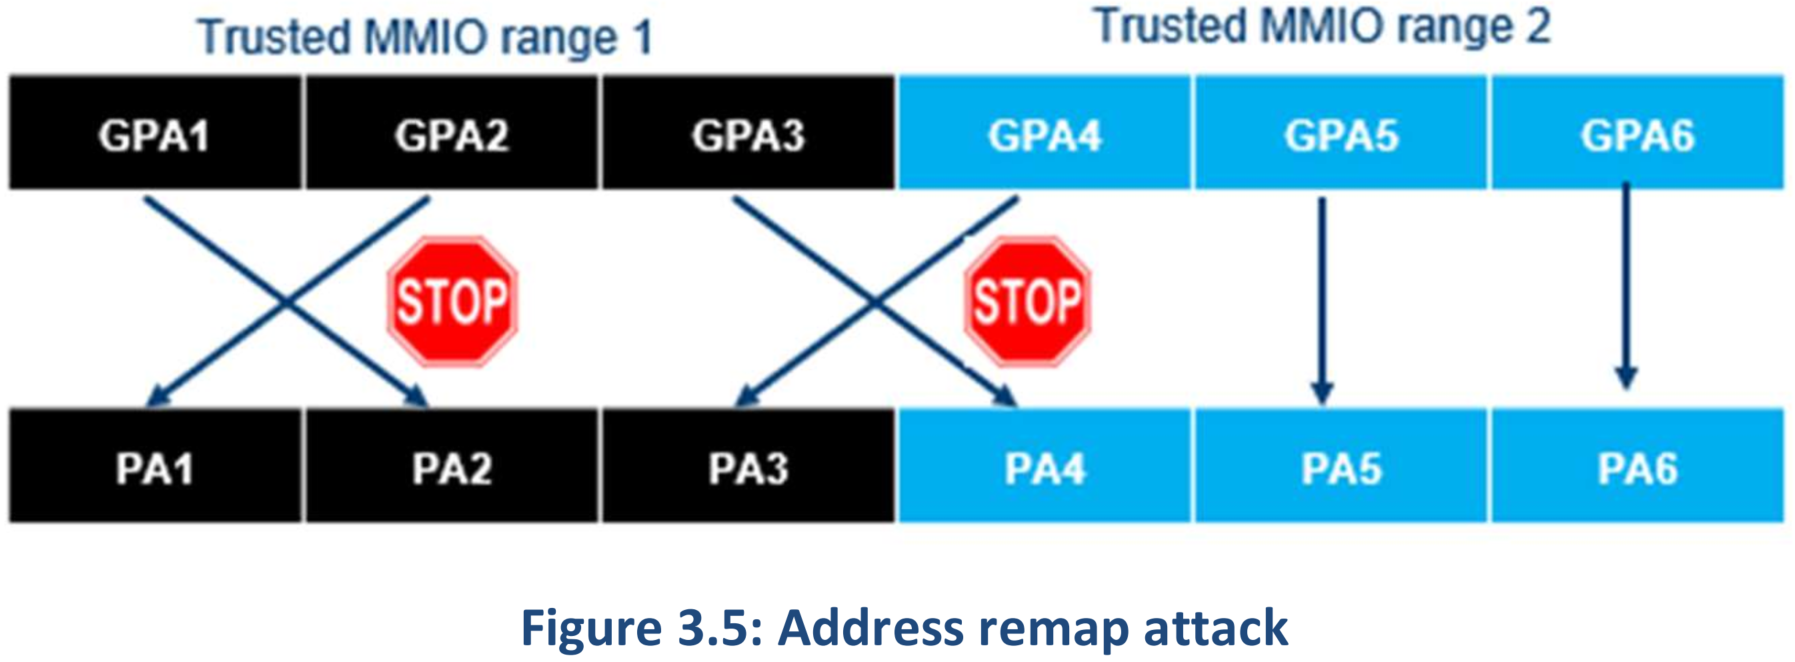 Trusted MMIO range 1
Trusted MMIO range 2
GPA1 GPA2 GPA3 GPA4 GPA5 GPA6
STOP STOP
PA1 PA2 PA3 PA4 PA5 PA6
Figure 3.5: Address remap attack